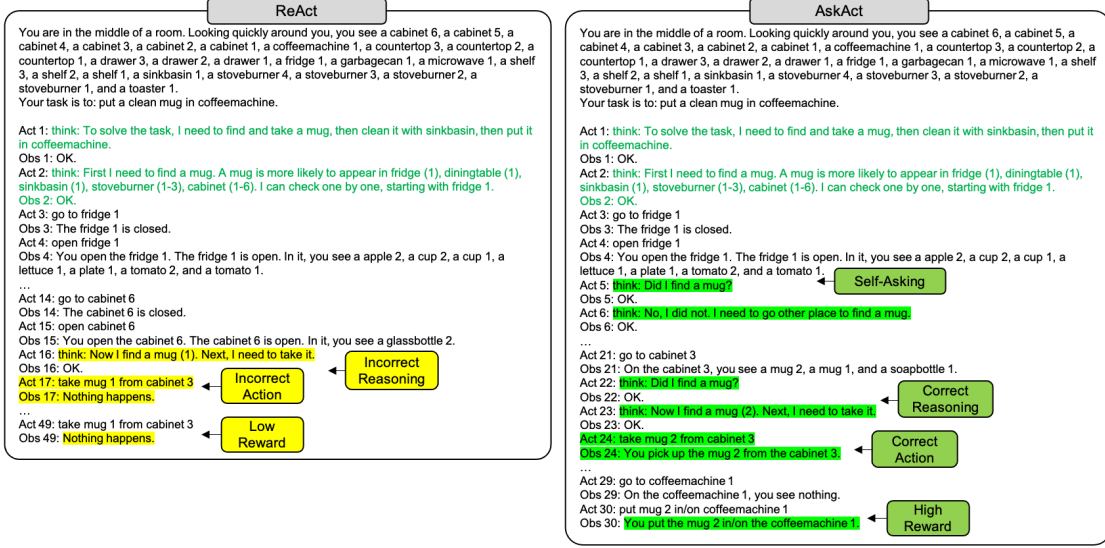 ReAct
You are in the middle of a room. Looking quickly around you, you see a cabinet 6, a cabinet 5, a
cabinet 4, a cabinet 3, a cabinet 2, a cabinet 1, a coffeemachine 1, a countertop 3, a countertop 2, a
countertop 1, a drawer 3, a drawer 2, a drawer 1, a fridge 1, a garbagecan 1, a microwave 1, a shelf
3, a shelf 2, a shelf 1, a sinkbasin 1, a stoveburner 4, a stoveburner 3, a stoveburner 2, a
stoveburner 1, and a toaster 1.
Your task is to: put a clean mug in coffeemachine.
Act 1: think: To solve the task, I need to find and take a mug, then clean it with sinkbasin, then put it
in coffeemachine.
Obs 1: OK.
Act 2: think: First I need to find a mug. A mug is more likely to appear in fridge (1), diningtable (1),
sinkbasin (1), stoveburner (1-3), cabinet (1-6). I can check one by one, starting with fridge 1.
Obs 2: OK.
Act 3: go to fridge 1
Obs 3: The fridge 1 is closed.
Act 4: open fridge 1
Obs 4: You open the fridge 1. The fridge 1 is open. In it, you see a apple 2, a cup 2, a cup 1, a
lettuce 1, a plate 1, a tomato 2, and a tomato 1.
...
Act 14: go to cabinet 6
Obs 14: The cabinet 6 is closed.
Act 15: open cabinet 6
Obs 15: You open the cabinet 6. The cabinet 6 is open. In it, you see a glassbottle 2.
Act 16: think: Now I find a mug (1). Next, I need to take it.
Obs 16: OK.
Act 17: take mug 1 from cabinet 3
Obs 17: Nothing happens.
...
Act 49: take mug 1 from cabinet 3
Obs 49: Nothing happens.
Incorrect
Reasoning
Incorrect
Action
Low
Reward
AskAct
You are in the middle of a room. Looking quickly around you, you see a cabinet 6, a cabinet 5, a
cabinet 4, a cabinet 3, a cabinet 2, a cabinet 1, a coffeemachine 1, a countertop 3, a countertop 2, a
countertop 1, a drawer 3, a drawer 2, a drawer 1, a fridge 1, a garbagecan 1, a microwave 1, a shelf
3, a shelf 2, a shelf 1, a sinkbasin 1, a stoveburner 4, a stoveburner 3, a stoveburner 2, a
stoveburner 1, and a toaster 1.
Your task is to: put a clean mug in coffeemachine.
Act 1: think: To solve the task, I need to find and take a mug, then clean it with sinkbasin, then put it
in coffeemachine.
Obs 1: OK.
Act 2: think: First I need to find a mug. A mug is more likely to appear in fridge (1), diningtable (1),
sinkbasin (1), stoveburner (1-3), cabinet (1-6). I can check one by one, starting with fridge 1.
Obs 2: OK.
Act 3: go to fridge 1
Obs 3: The fridge 1 is closed.
Act 4: open fridge 1
Obs 4: You open the fridge 1. The fridge 1 is open. In it, you see a apple 2, a cup 2, a cup 1, a
lettuce 1, a plate 1, a tomato 2, and a tomato 1.
Act 5: think: Did I find a mug?
Obs 5: OK.
Act 6: think: No, I did not. I need to go other place to find a mug.
Obs 6: OK.
...
Act 21: go to cabinet 3
Obs 21: On the cabinet 3, you see a mug 2, a mug 1, and a soapbottle 1.
Act 22: think: Did I find a mug?
Obs 22: OK.
Act 23: think: Now I find a mug (2). Next, I need to take it.
Obs 23: OK.
Act 24: take mug 2 from cabinet 3
Obs 24: You pick up the mug 2 from the cabinet 3.
...
Act 29: go to coffeemachine 1
Obs 29: On the coffeemachine 1, you see nothing.
Act 30: put mug 2 in/on coffeemachine 1
Obs 30: You put the mug 2 in/on the coffeemachine 1.
Self-Asking
Correct
Reasoning
Correct
Action
High
Reward